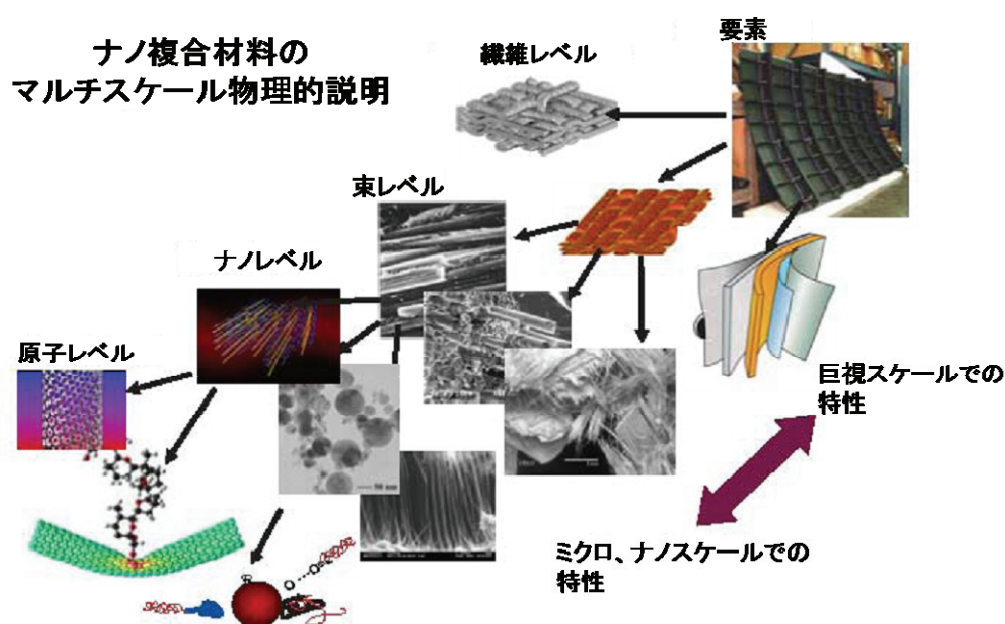 ナノ複合材料の
マルチスケール物理的説明
要素
繊維レベル
束レベル
ナノレベル
原子レベル
巨視スケールでの
特性
ミクロ、ナノスケールでの
特性